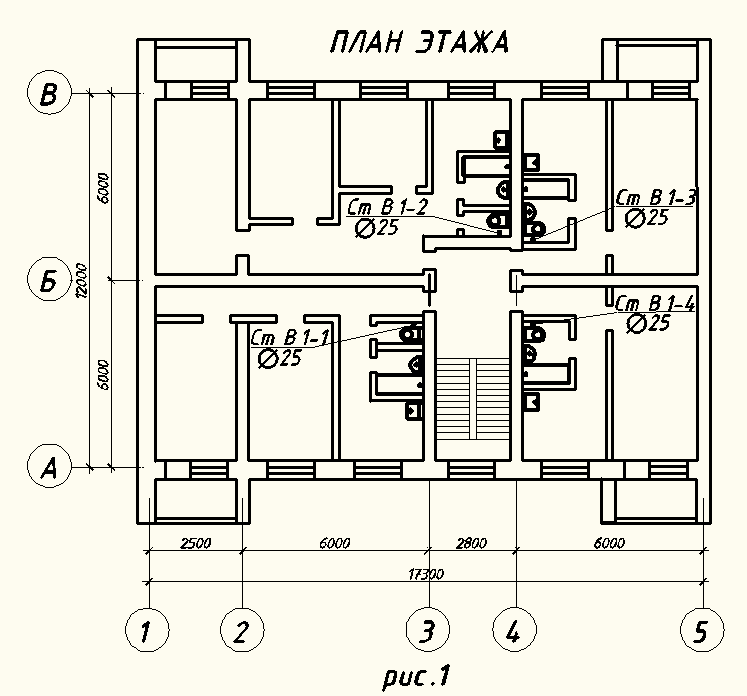 ПЛАН ЭТАЖА
В
6000
Ст В 1-2
⌀25
Ст В 1-3
⌀25
Б
12000
Ст В 1-1
⌀25
Ст В 1-4
⌀25
6000
А
2500 6000 2800 6000
17300
1 2 3 4 5
рис.1